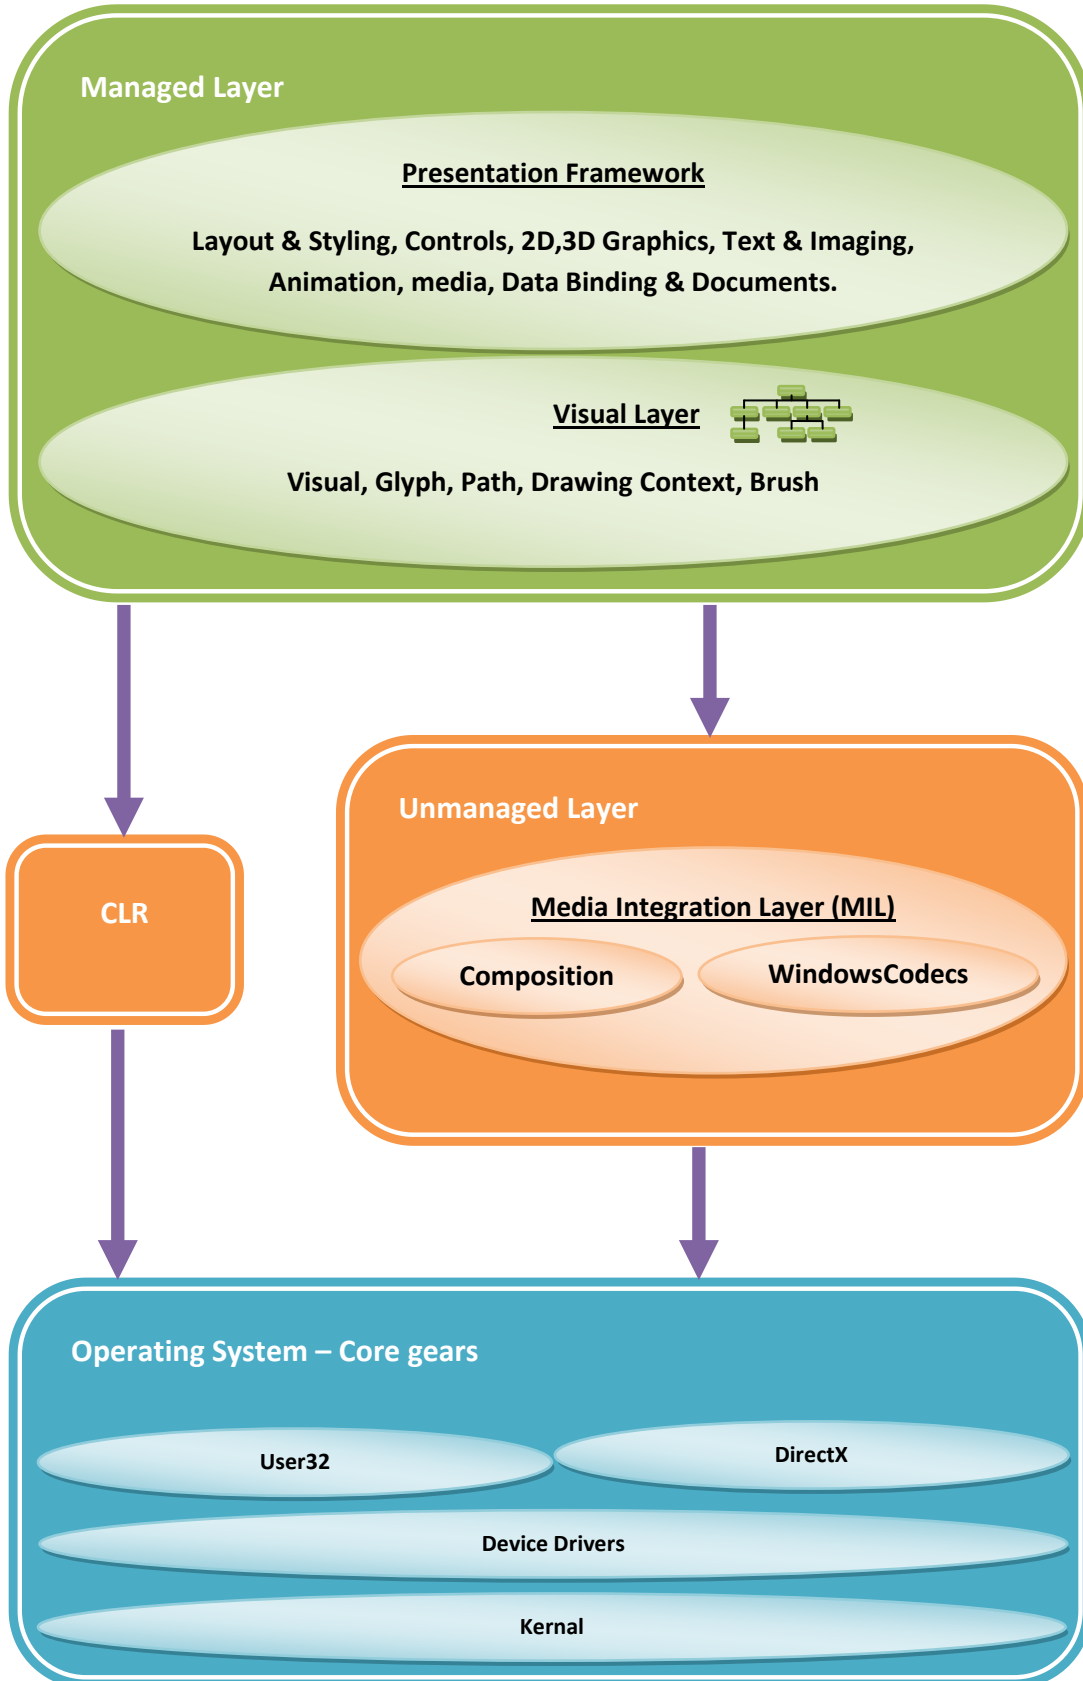 Managed Layer
Presentation Framework
Layout & Styling, Controls, 2D,3D Graphics, Text & Imaging,
Animation, media, Data Binding & Documents.
Visual Layer
Visual, Glyph, Path, Drawing Context, Brush
Unmanaged Layer
CLR
Media Integration Layer (MIL)
Composition
WindowsCodecs
Operating System – Core gears
User32
DirectX
Device Drivers
Kernal